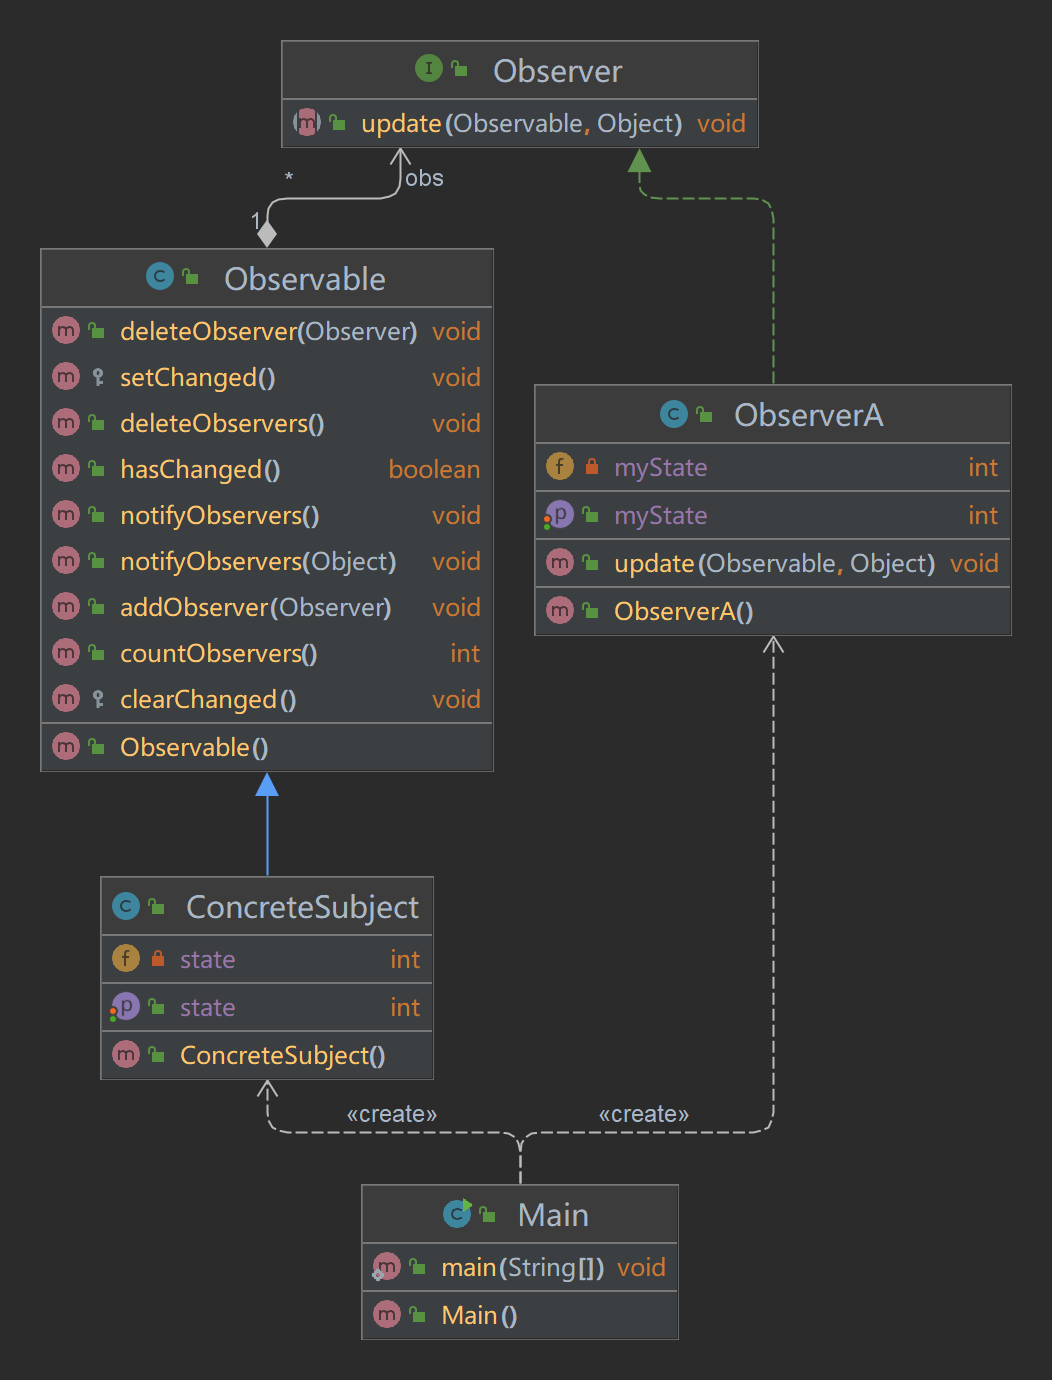 Observer
update(Observable, Object) void
*
obs
1
Observable
deleteObserver(Observer) void
setChanged() void
deleteObservers() void
hasChanged() boolean
notifyObservers() void
notifyObservers(Object) void
addObserver(Observer) void
countObservers() int
clearChanged() void
Observable()
ObserverA
myState int
myState int
update(Observable, Object) void
ObserverA()
ConcreteSubject
state int
state int
ConcreteSubject()
«create»
«create»
Main
main(String[]) void
Main()